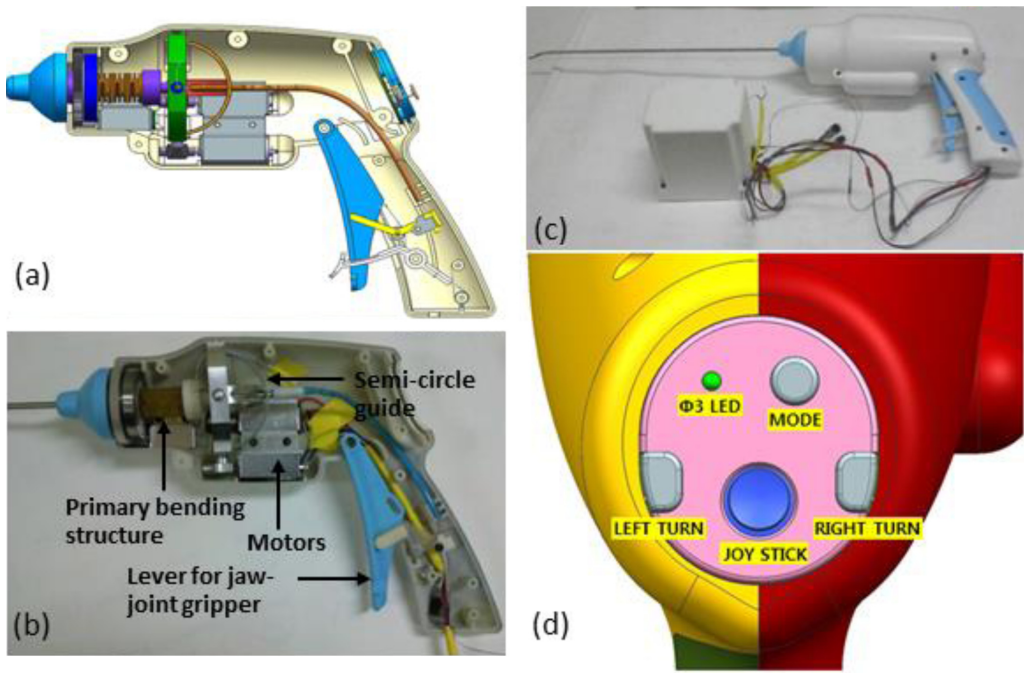 (a)
(c)
Semi-circle
guide
Primary bending
structure
Motors
Lever for jaw-
joint gripper
(b)
Φ3 LED
MODE
LEFT TURN
RIGHT TURN
JOY STICK
(d)